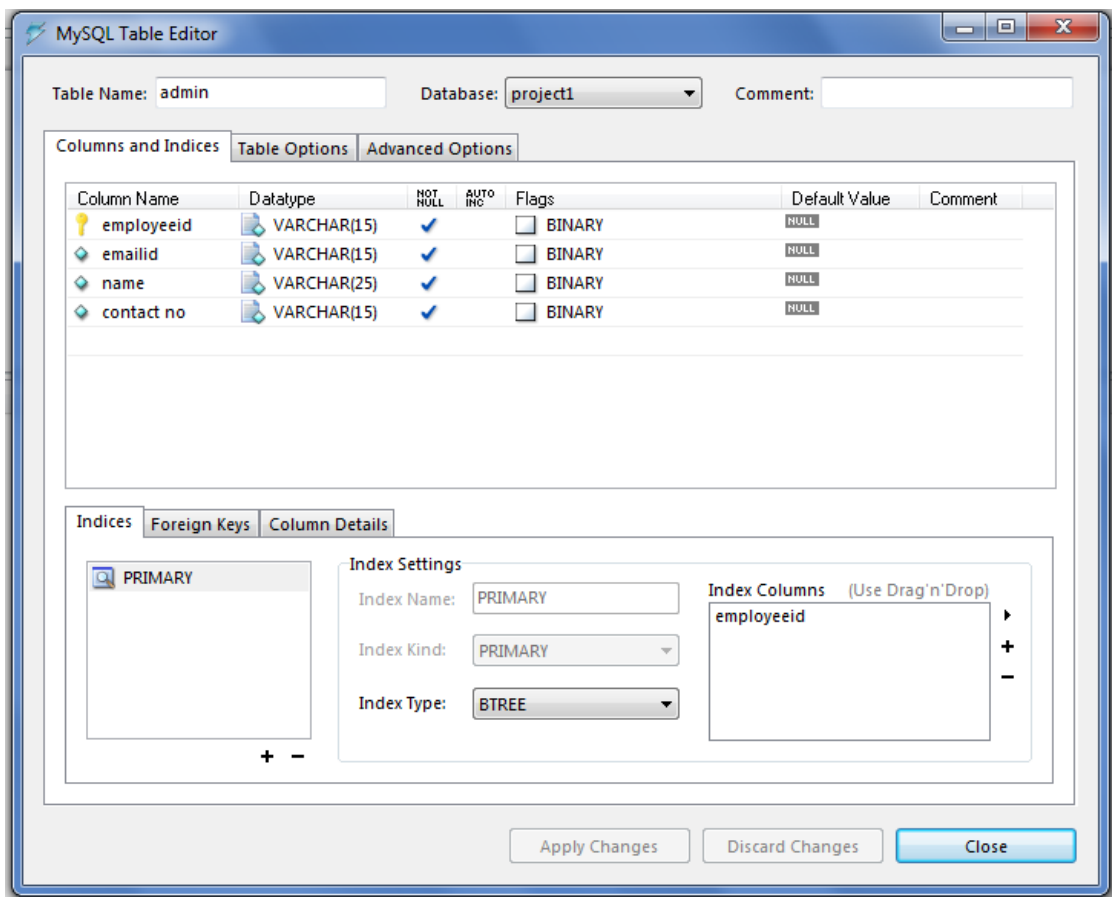 MySQL Table Editor
Table Name: admin Database: project1 Comment:
Columns and Indices Table Options Advanced Options
Column Name Datatype NOT NULL AUTO INC Flags Default Value Comment
employeeid VARCHAR(15) BINARY NULL
emailid VARCHAR(15) BINARY NULL
name VARCHAR(25) BINARY NULL
contact no VARCHAR(15) BINARY NULL
Indices Foreign Keys Column Details
PRIMARY
Index Settings
Index Name: PRIMARY
Index Kind: PRIMARY
Index Type: BTREE
Index Columns (Use Drag'n'Drop)
employeeid
Apply Changes Discard Changes Close